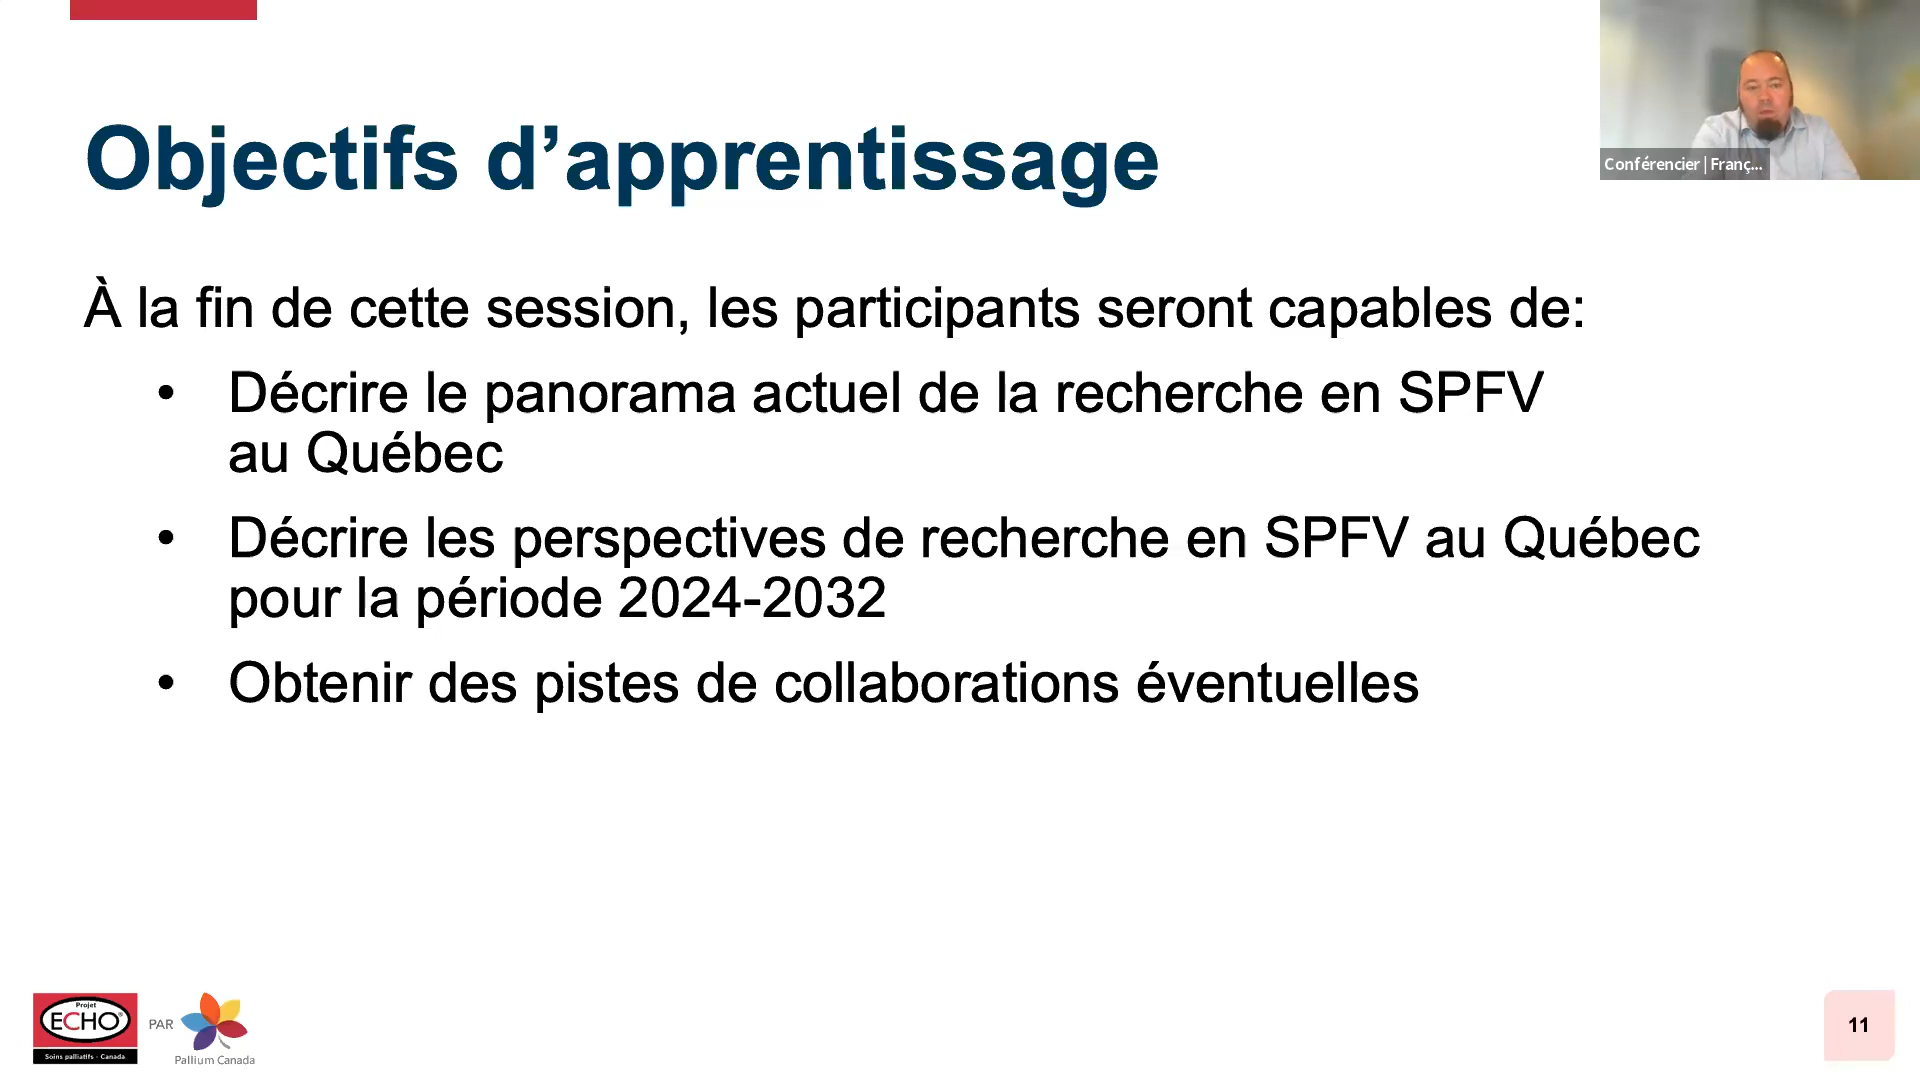 Objectifs d’apprentissage
Conférencier | Franç...
À la fin de cette session, les participants seront capables de:
• Décrire le panorama actuel de la recherche en SPFV
au Québec
• Décrire les perspectives de recherche en SPFV au Québec
pour la période 2024-2032
• Obtenir des pistes de collaborations éventuelles
Projet
ECHO®
Soins palliatifs - Canada
PAR
Pallium Canada
11